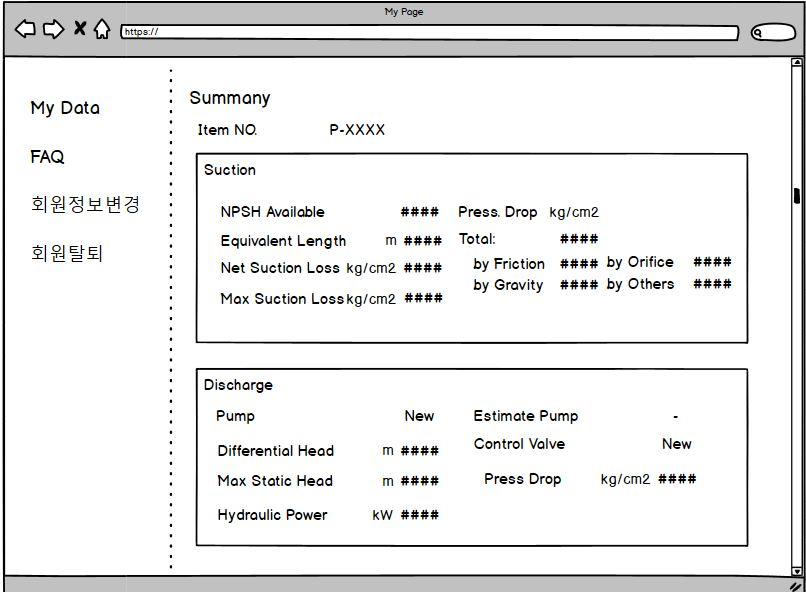 My Page
https://
My Data
FAQ
회원정보변경
회원탈퇴
Summany
Item NO. P-XXXX
Suction
NPSH Available #### Press. Drop kg/cm2
Equivalent Length m #### Total: ####
Net Suction Loss kg/cm2 #### by Friction #### by Orifice ####
Max Suction Loss kg/cm2 #### by Gravity #### by Others ####
Discharge
Pump New Estimate Pump -
Differential Head m #### Control Valve New
Max Static Head m #### Press Drop kg/cm2 ####
Hydraulic Power kW ####